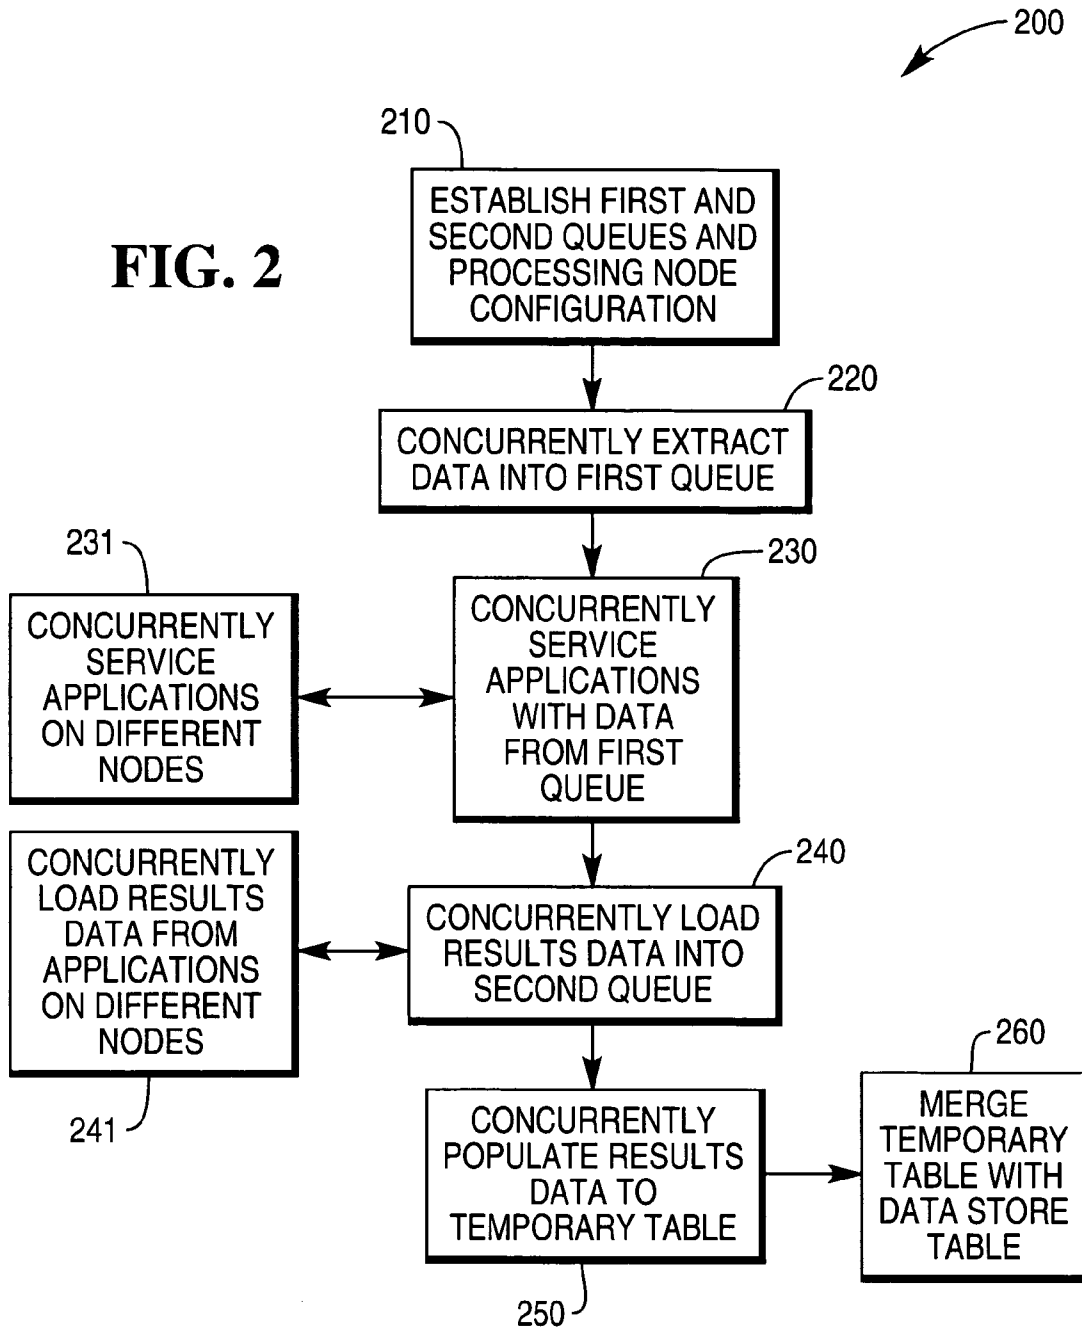 200
210
ESTABLISH FIRST AND
SECOND QUEUES AND
PROCESSING NODE
CONFIGURATION
FIG. 2
220
CONCURRENTLY EXTRACT
DATA INTO FIRST QUEUE
231
230
CONCURRENTLY
SERVICE
APPLICATIONS
ON DIFFERENT
NODES
CONCURRENTLY
SERVICE
APPLICATIONS
WITH DATA
FROM FIRST
QUEUE
CONCURRENTLY
LOAD RESULTS
DATA FROM
APPLICATIONS
ON DIFFERENT
NODES
241
240
CONCURRENTLY LOAD
RESULTS DATA INTO
SECOND QUEUE
CONCURRENTLY
POPULATE RESULTS
DATA TO
TEMPORARY TABLE
250
260
MERGE
TEMPORARY
TABLE WITH
DATA STORE
TABLE